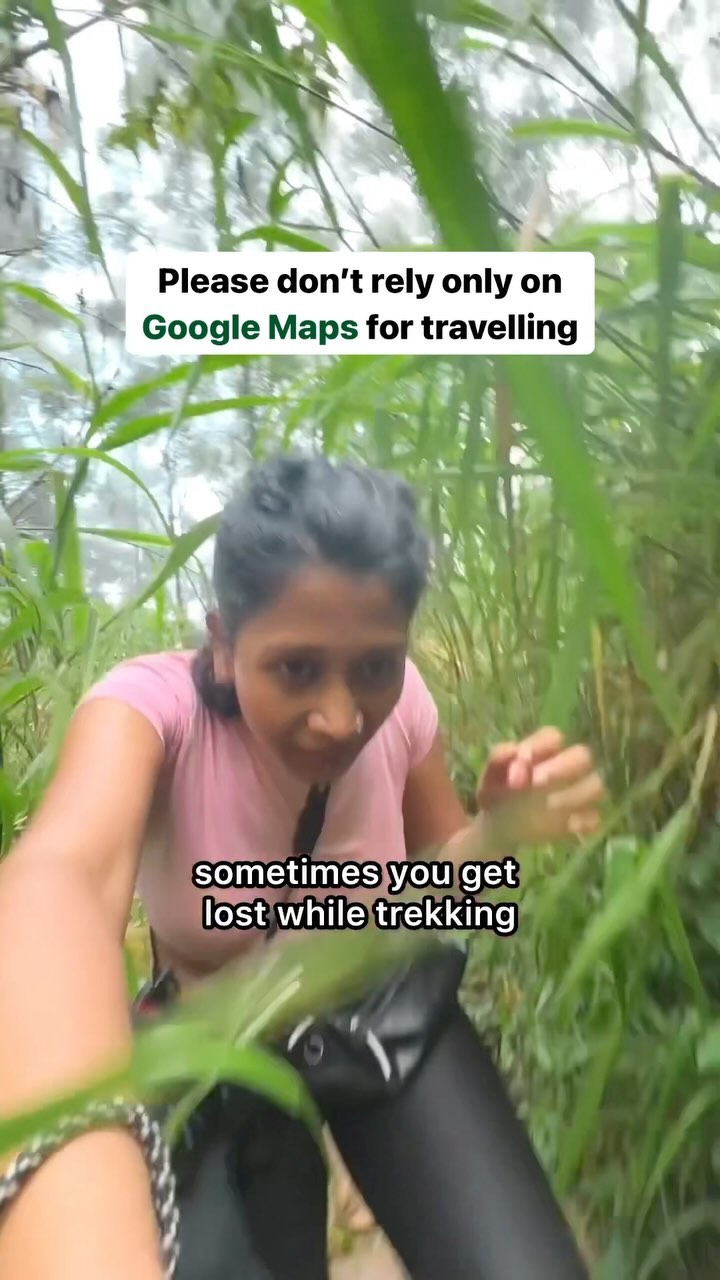 Please don’t rely only on
Google Maps for travelling
sometimes you get
lost while trekking